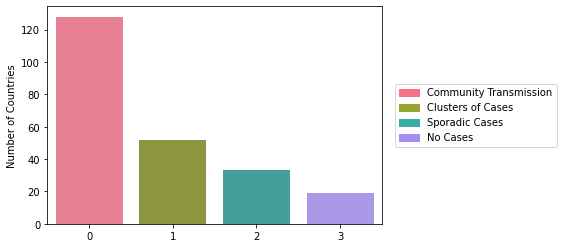 Number of Countries
120
100
80
60
40
20
0
0 1 2 3
Community Transmission
Clusters of Cases
Sporadic Cases
No Cases